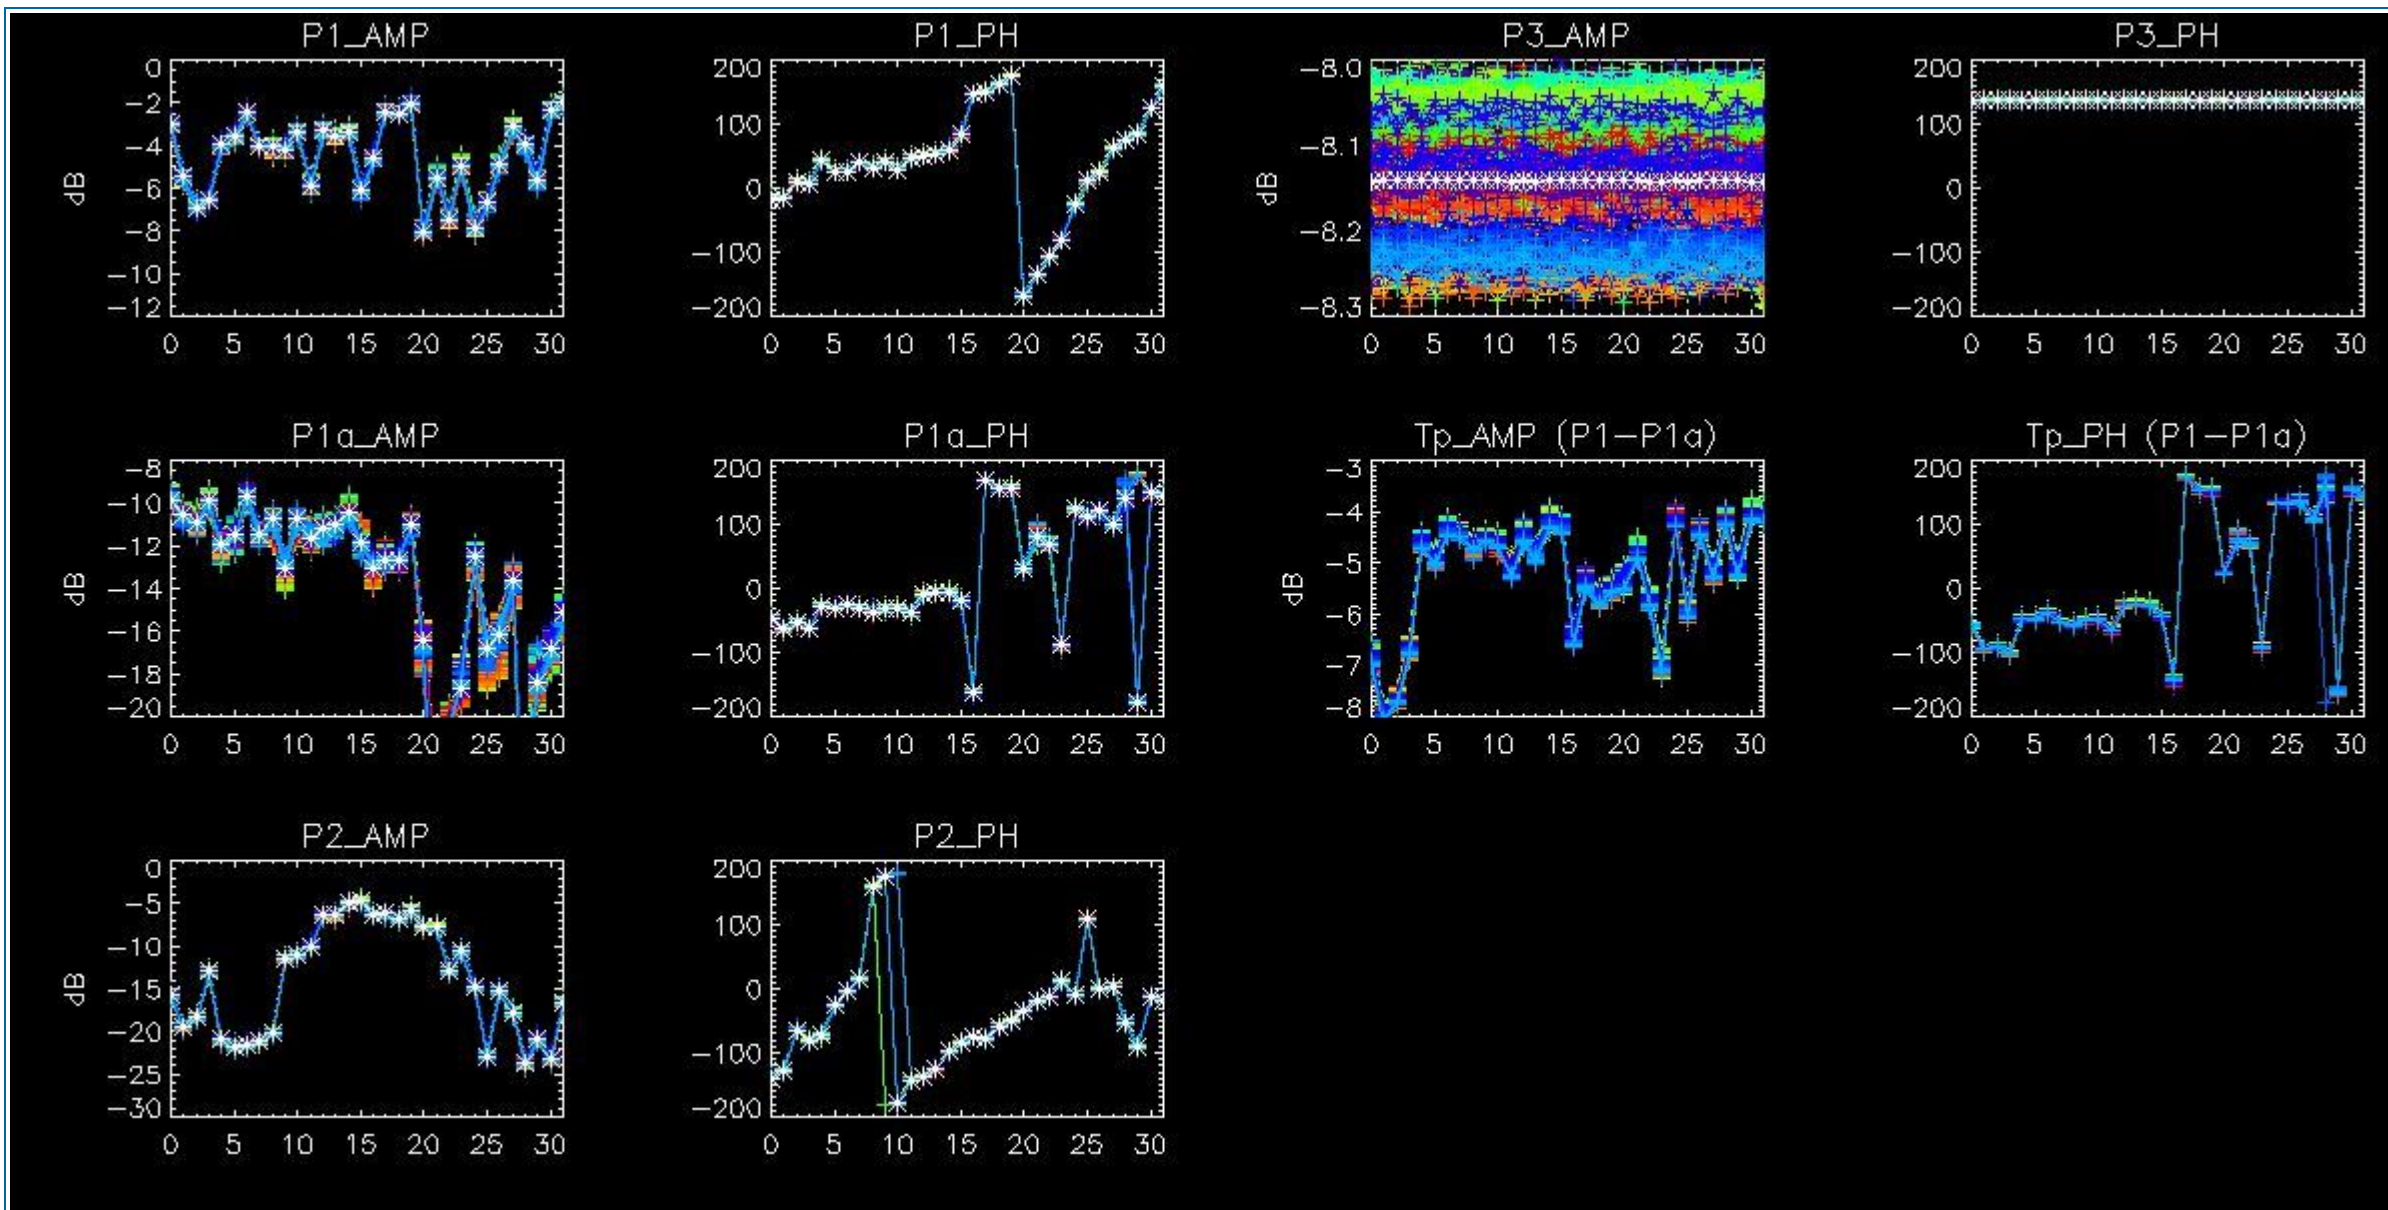 P1_AMP P1_PH P3_AMP P3_PH
0 200 -8.0 200
-2 100 -8.1 100
-4 0 -8.2 0
-6 -100 -8.3 -100
-8 -200 -200
-10
-12
dB dB
0 5 10 15 20 25 30 0 5 10 15 20 25 30 0 5 10 15 20 25 30 0 5 10 15 20 25 30
P1a_AMP P1a_PH Tp_AMP (P1-P1a) Tp_PH (P1-P1a)
-8 200 -3 200
-10 100 -4 100
-12 0 -5 0
-14 -100 -6 -100
-16 -200 -7 -200
-18 -8
-20
dB dB
0 5 10 15 20 25 30 0 5 10 15 20 25 30 0 5 10 15 20 25 30 0 5 10 15 20 25 30
P2_AMP P2_PH
0 200
-5 100
-10 0
-15 -100
-20 -200
-25
-30
dB
0 5 10 15 20 25 30 0 5 10 15 20 25 30